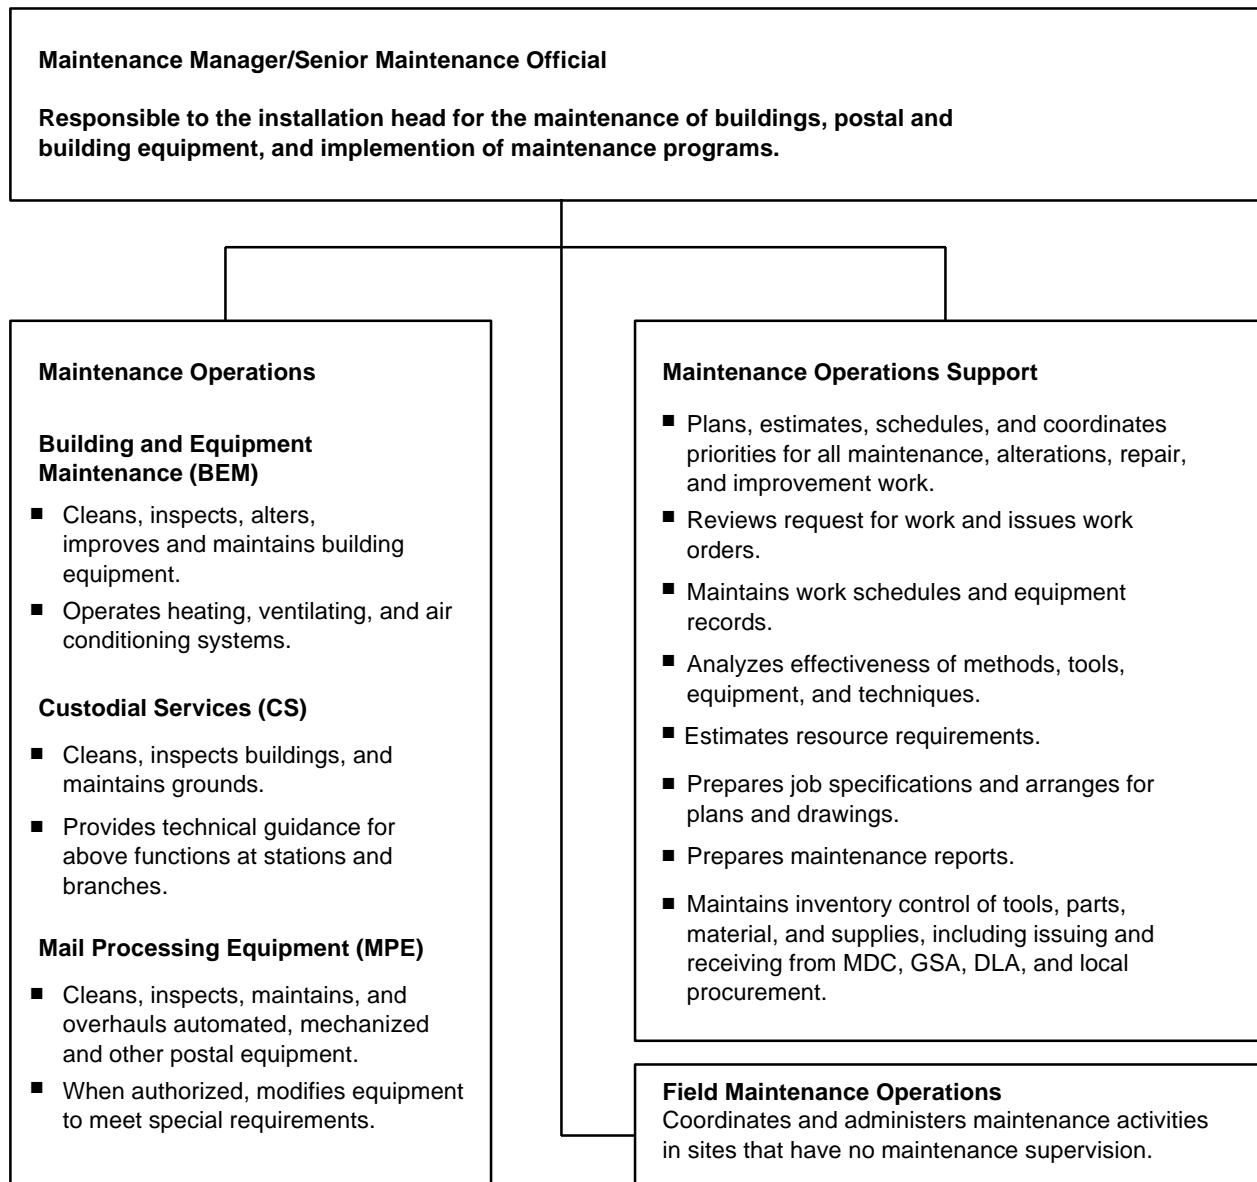 Maintenance Manager/Senior Maintenance Official
Responsible to the installation head for the maintenance of buildings, postal and
building equipment, and implemention of maintenance programs.
Maintenance Operations
Building and Equipment
Maintenance (BEM)
■ Cleans, inspects, alters,
improves and maintains building
equipment.
■ Operates heating, ventilating, and air
conditioning systems.
Custodial Services (CS)
■ Cleans, inspects buildings, and
maintains grounds.
■ Provides technical guidance for
above functions at stations and
branches.
Mail Processing Equipment (MPE)
■ Cleans, inspects, maintains, and
overhauls automated, mechanized
and other postal equipment.
■ When authorized, modifies equipment
to meet special requirements.
Maintenance Operations Support
■ Plans, estimates, schedules, and coordinates
priorities for all maintenance, alterations, repair,
and improvement work.
■ Reviews request for work and issues work
orders.
■ Maintains work schedules and equipment
records.
■ Analyzes effectiveness of methods, tools,
equipment, and techniques.
■ Estimates resource requirements.
■ Prepares job specifications and arranges for
plans and drawings.
■ Prepares maintenance reports.
■ Maintains inventory control of tools, parts,
material, and supplies, including issuing and
receiving from MDC, GSA, DLA, and local
procurement.
Field Maintenance Operations
Coordinates and administers maintenance activities
in sites that have no maintenance supervision.